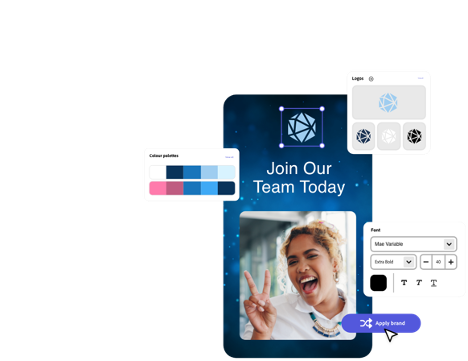 Logos
Colour palettes
Join Our
Team Today
Font
Mae Variable
Extra Bold
40
T T T
Apply brand